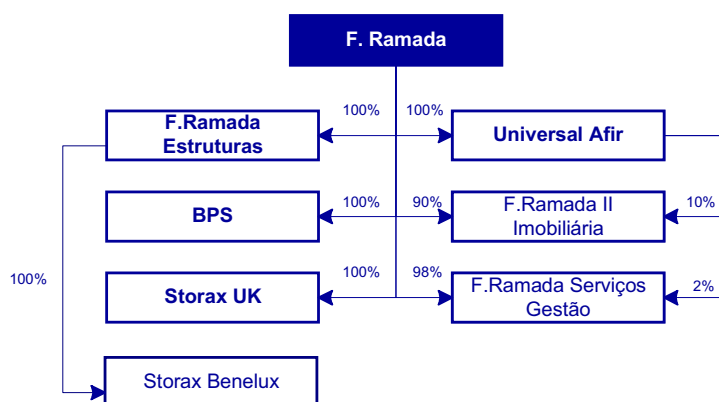 F. Ramada
100%
100%
F.Ramada
Estruturas
Universal Afir
100%
90%
10%
BPS
F.Ramada II
Imobiliária
100%
100%
98%
2%
Storax UK
F.Ramada Serviços
Gestão
Storax Benelux